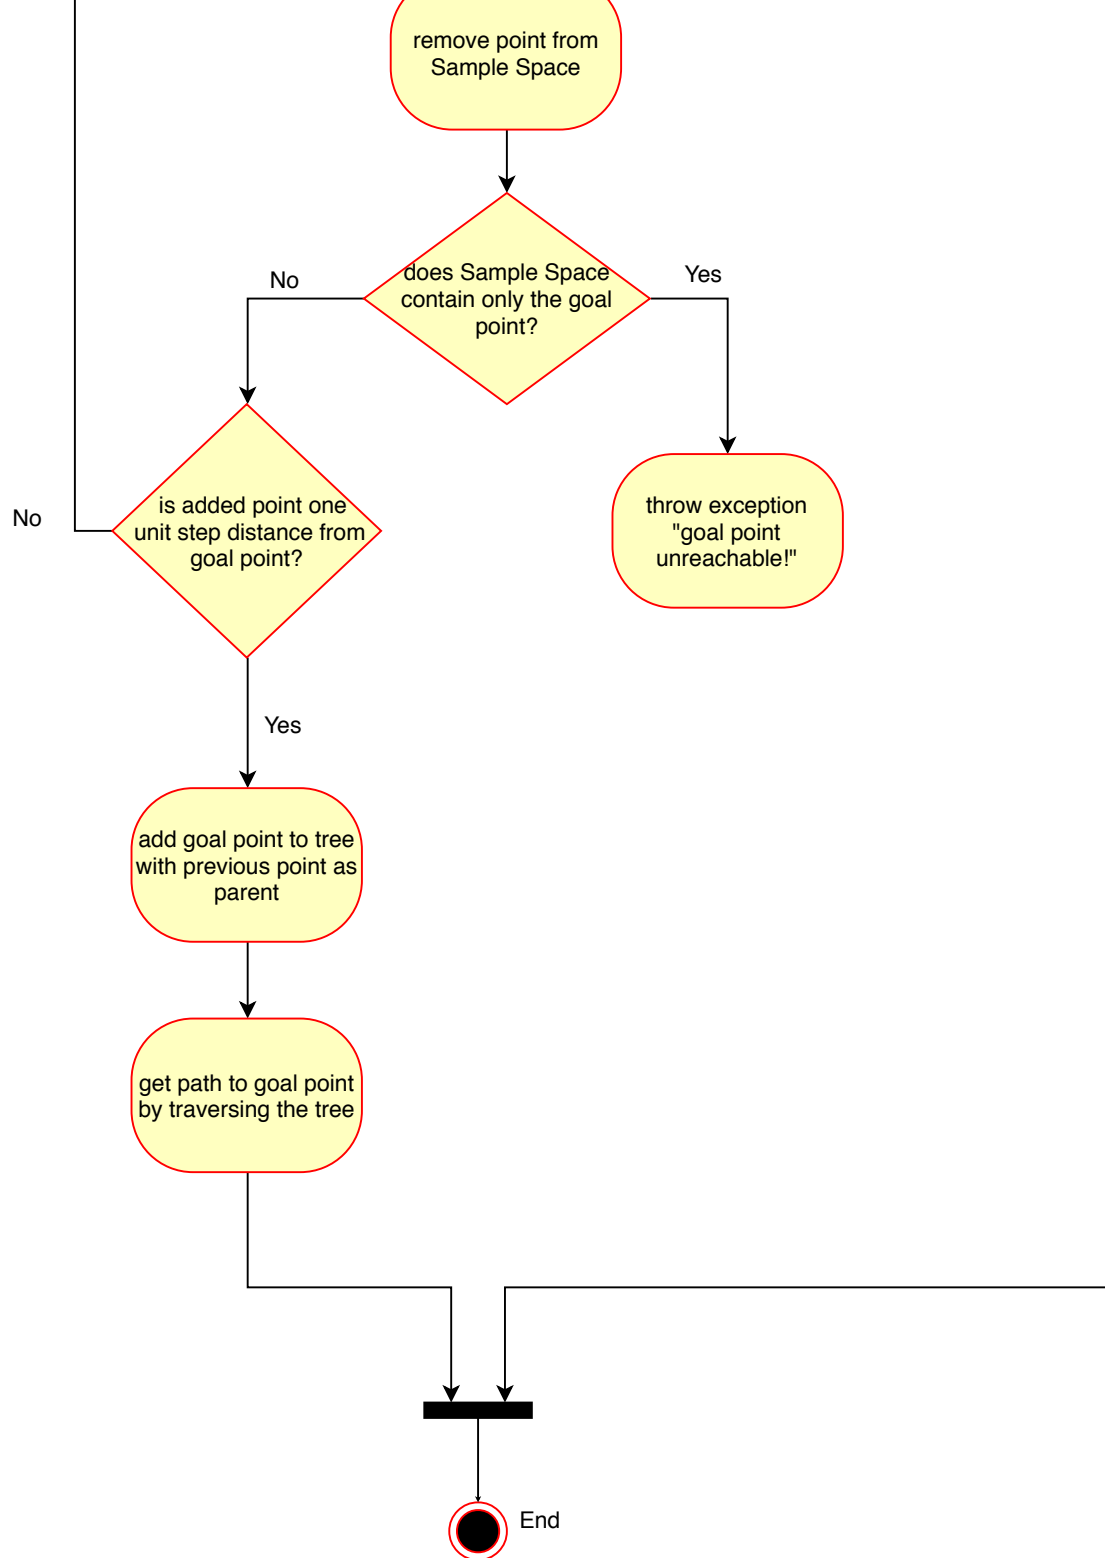 remove point from
Sample Space
does Sample Space
contain only the goal
point?
No
Yes
is added point one
unit step distance from
goal point?
No
throw exception
"goal point
unreachable!"
Yes
add goal point to tree
with previous point as
parent
get path to goal point
by traversing the tree
End